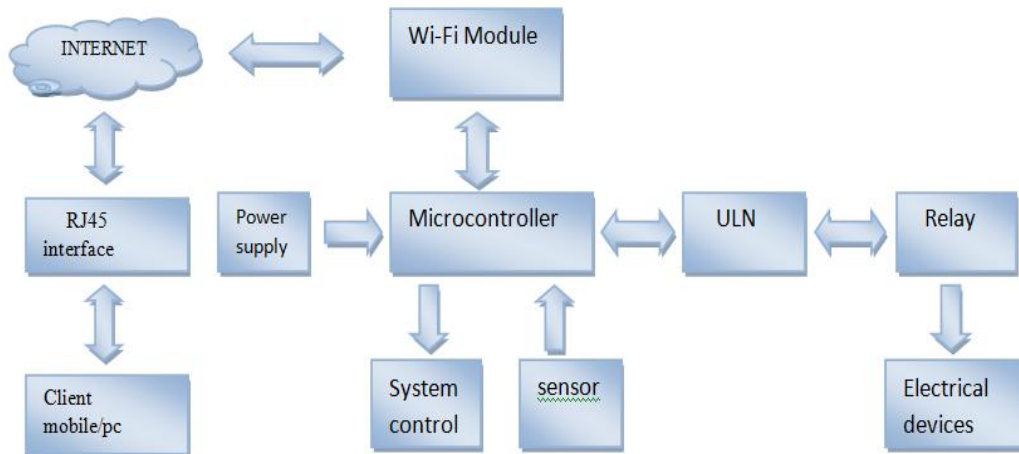 INTERNET
Wi-Fi Module
RJ45
interface
Power
supply
Microcontroller
ULN
Relay
Client
mobile/pc
System
control
sensor
Electrical
devices